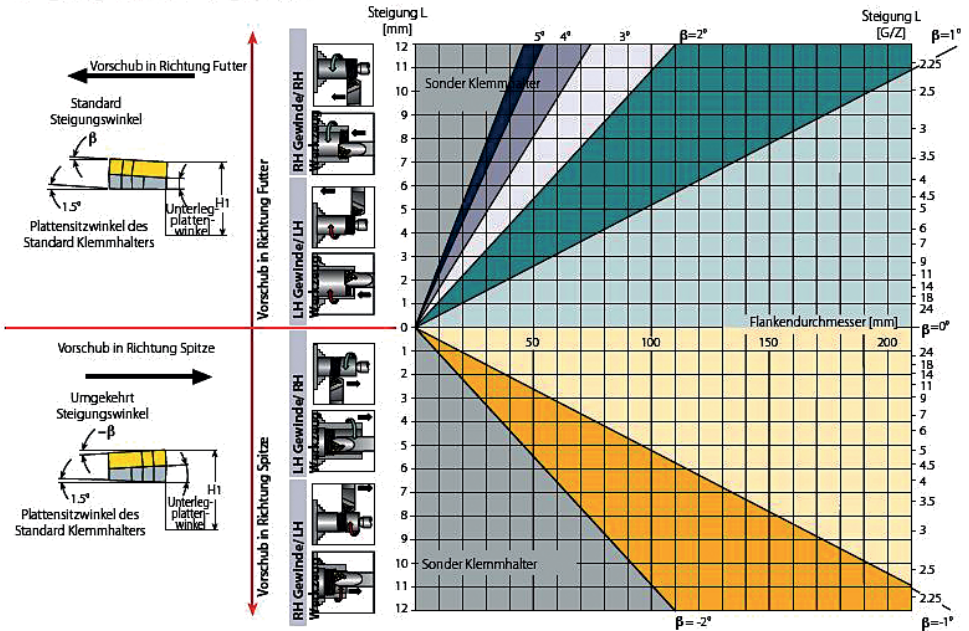 Vorschub in Richtung Futter
Standard
Steigungswinkel
β
1.5°
H1
Unterleg-
platten-
winkel
Plattensitzwinkel des
Standard Klemmhalters
Vorschub in Richtung Spitze
Umgekehrt
Steigungswinkel
-β
1.5°
H1
Unterleg-
platten-
winkel
Plattensitzwinkel des
Standard Klemmhalters
Vorschub in Richtung Futter
Vorschub in Richtung Spitze
RH Gewinde/ RH
LH Gewinde/ LH
LH Gewinde/ RH
RH Gewinde/ LH
Steigung L
[mm]
12
11
10
9
8
7
6
5
4
3
2
1
0
1
2
3
4
5
6
7
8
9
10
11
12
5°
4°
3°
β=2°
Steigung L
[G/Z]
β=1°
2.25
2.5
3
3.5
4
4.5
5
6
7
9
11
14
18
24
β=0°
24
18
14
11
9
7
6
5
4.5
4
3.5
3
2.5
2.25
β=-1°
β= -2°
Sonder Klemmhalter
Flankendurchmesser [mm]
50
100
150
200
Sonder Klemmhalter